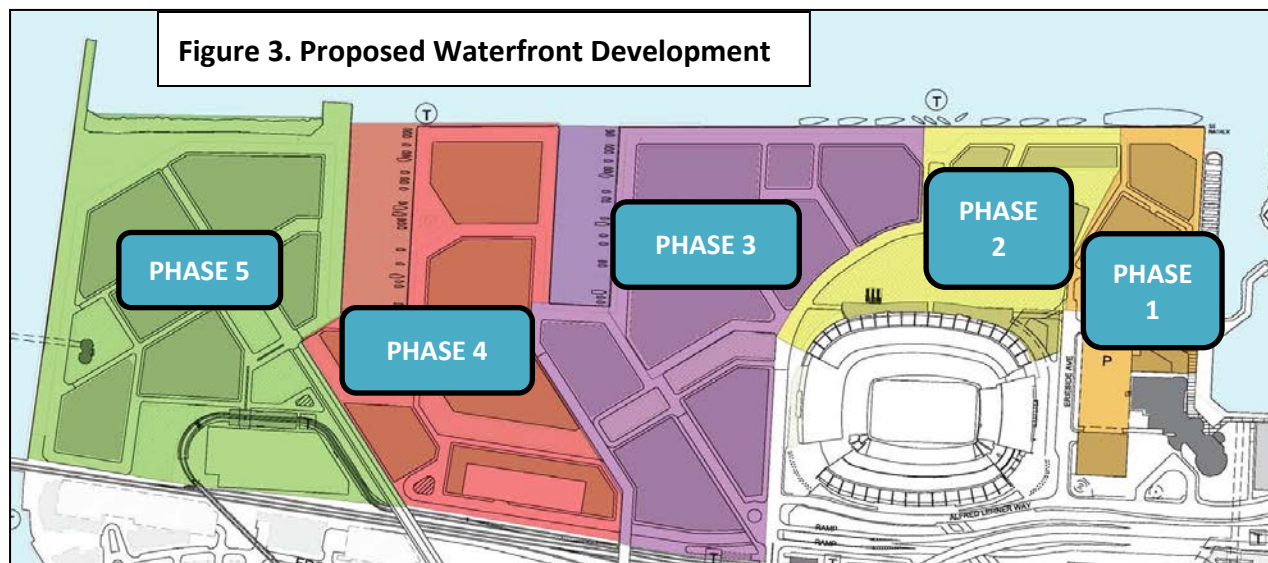 Figure 3. Proposed Waterfront Development
T
T
PHASE 5
PHASE 4
PHASE 3
PHASE
2
PHASE
1
P
ERIESIDE AVE
ALFRED LERNER WAY
RAMP
RAMP
T
T
T